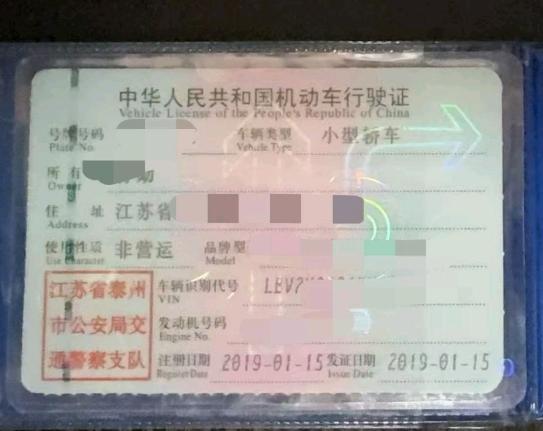 中华人民共和国机动车行驶证
Vehicle License of the People's Republic of China
号牌号码 车辆类型 小型轿车
Plate No. Vehicle Type
所有
Owner
住 址 江苏省
Address
使用性质 非营运 品牌型
Use Character Model
江苏省泰州 车辆识别代号 LBV
VIN
市公安局交 发动机号码
Engine No.
通警察支队 注册日期 2019-01-15 发证日期 2019-01-15
Register Date Issue Date